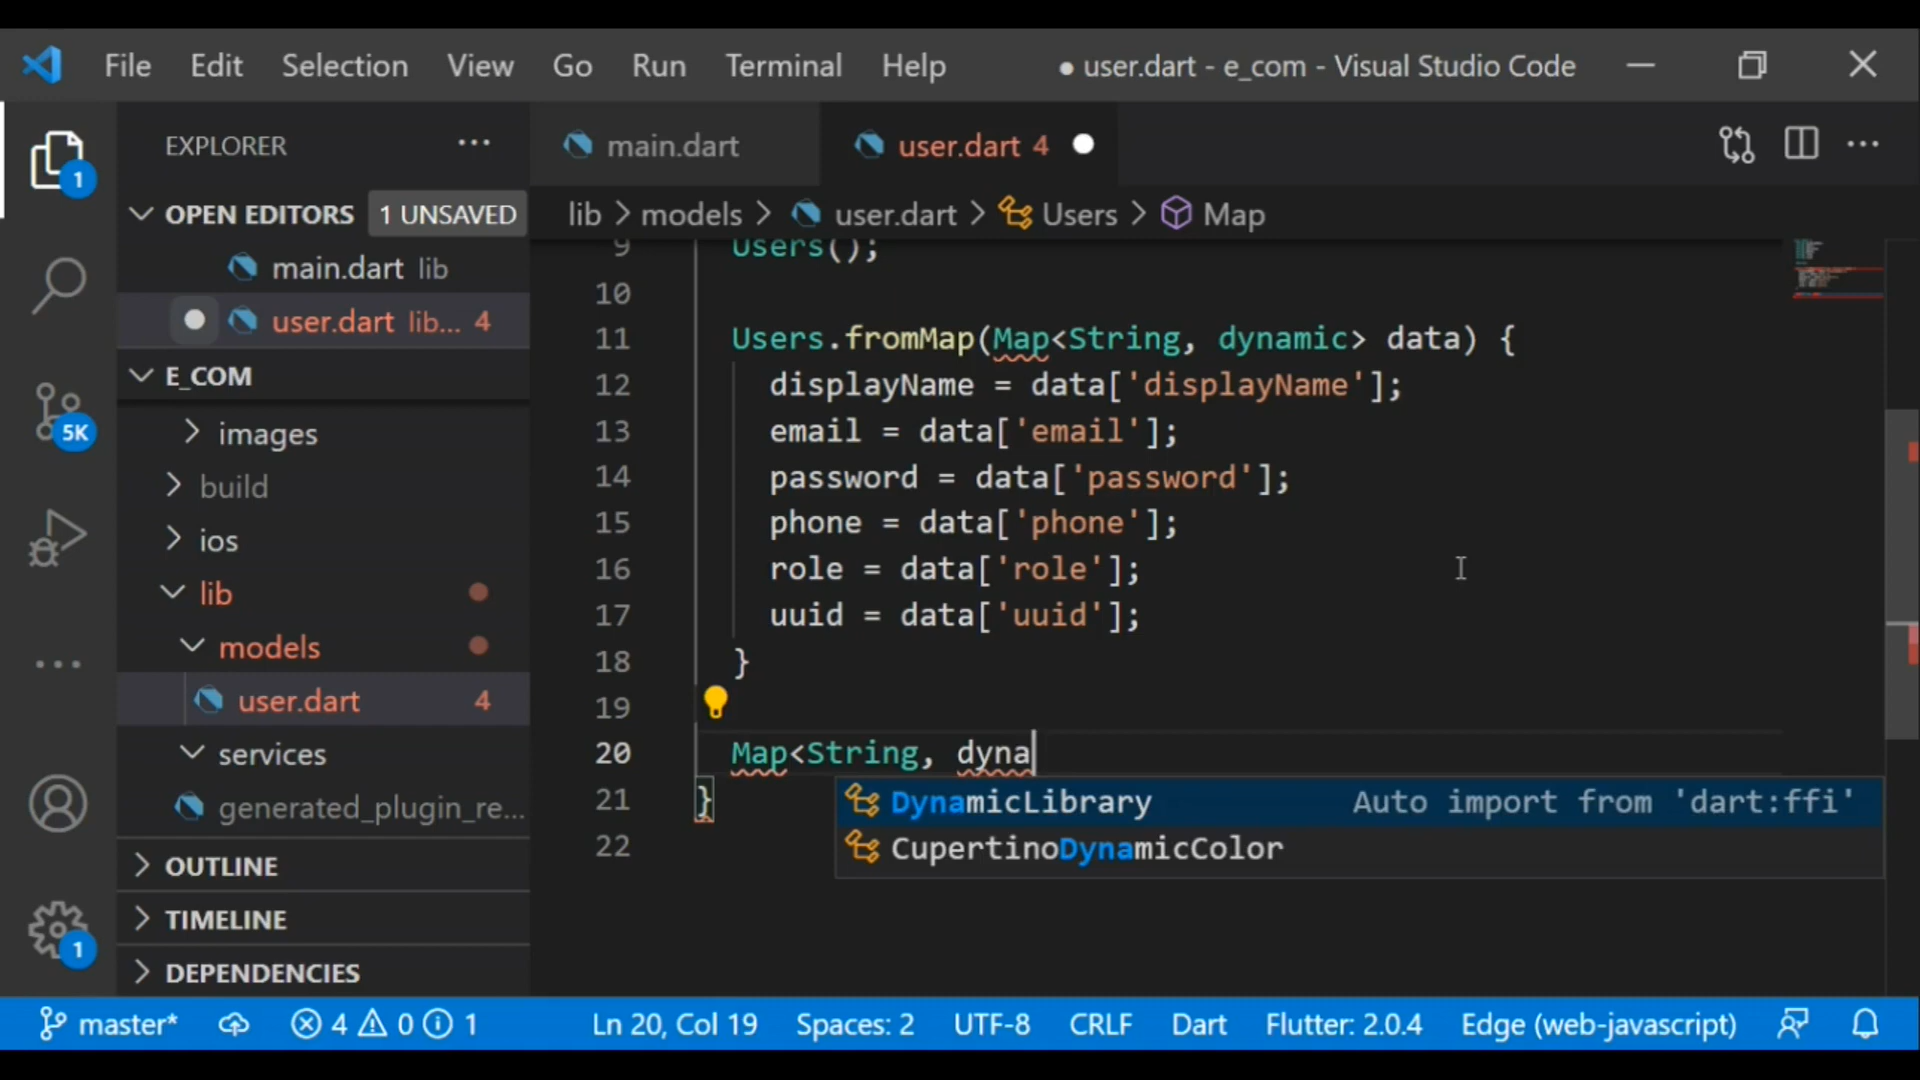 File Edit Selection View Go Run Terminal Help ● user.dart - e_com - Visual Studio Code
EXPLORER ···
main.dart
user.dart 4
OPEN EDITORS 1 UNSAVED
lib > models > user.dart > Users > Map
main.dart lib
user.dart lib... 4
E_COM
images
build
ios
lib
models
user.dart 4
services
generated_plugin_re...
OUTLINE
TIMELINE
DEPENDENCIES
1
5K
1
9 Users();
10
11 Users.fromMap(Map<String, dynamic> data) {
12 displayName = data['displayName'];
13 email = data['email'];
14 password = data['password'];
15 phone = data['phone'];
16 role = data['role'];
17 uuid = data['uuid'];
18 }
19
20 Map<String, dyna
21 }
22
DynamicLibrary Auto import from 'dart:ffi'
CupertinoDynamicColor
master* 4 0 1 Ln 20, Col 19 Spaces: 2 UTF-8 CRLF Dart Flutter: 2.0.4 Edge (web-javascript)